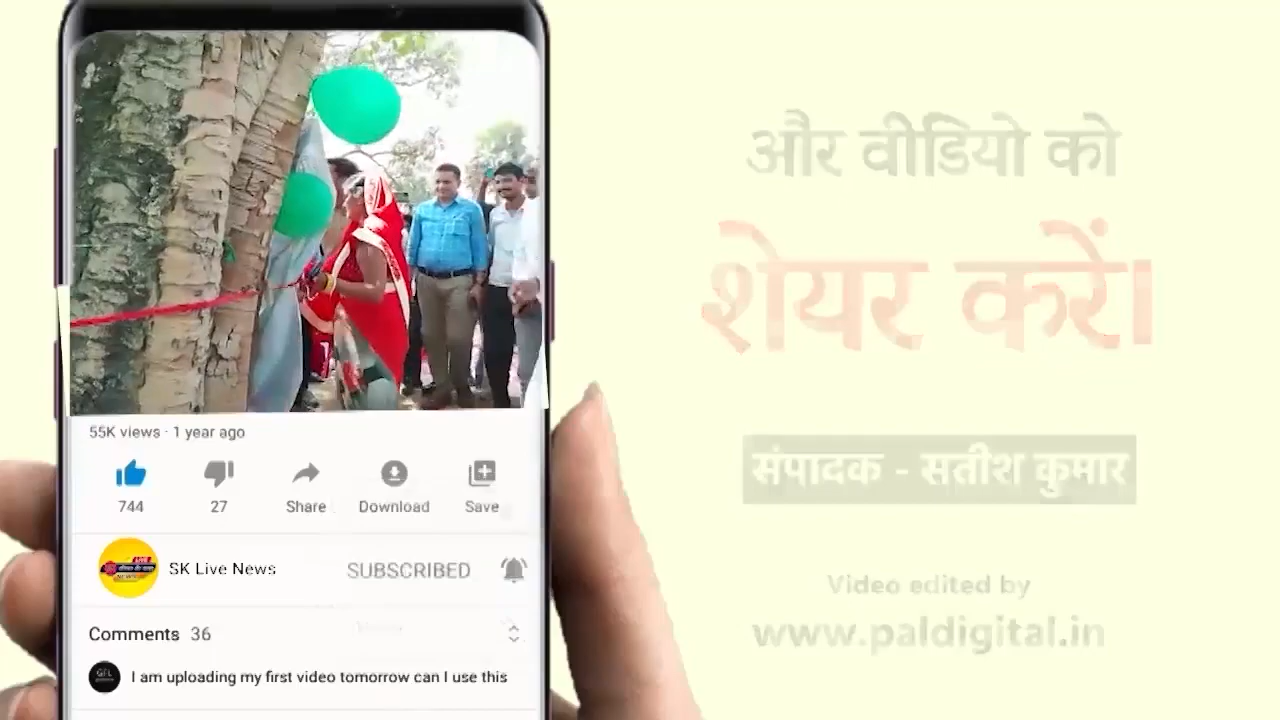 और वीडियो को
शेयर करें।
संपादक - सतीश कुमार
Video edited by
www.paldigital.in
55K views · 1 year ago
744
27
Share
Download
Save
SK Live News
SUBSCRIBED
Comments 36
GFL
I am uploading my first video tomorrow can I use this